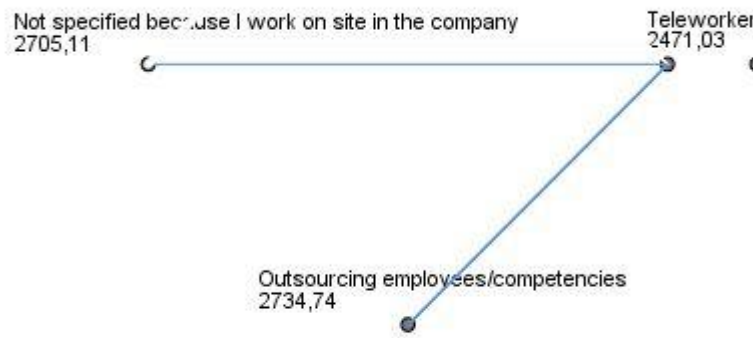 Not specified because I work on site in the company
2705,11
Teleworker
2471,03
Outsourcing employees/competencies
2734,74